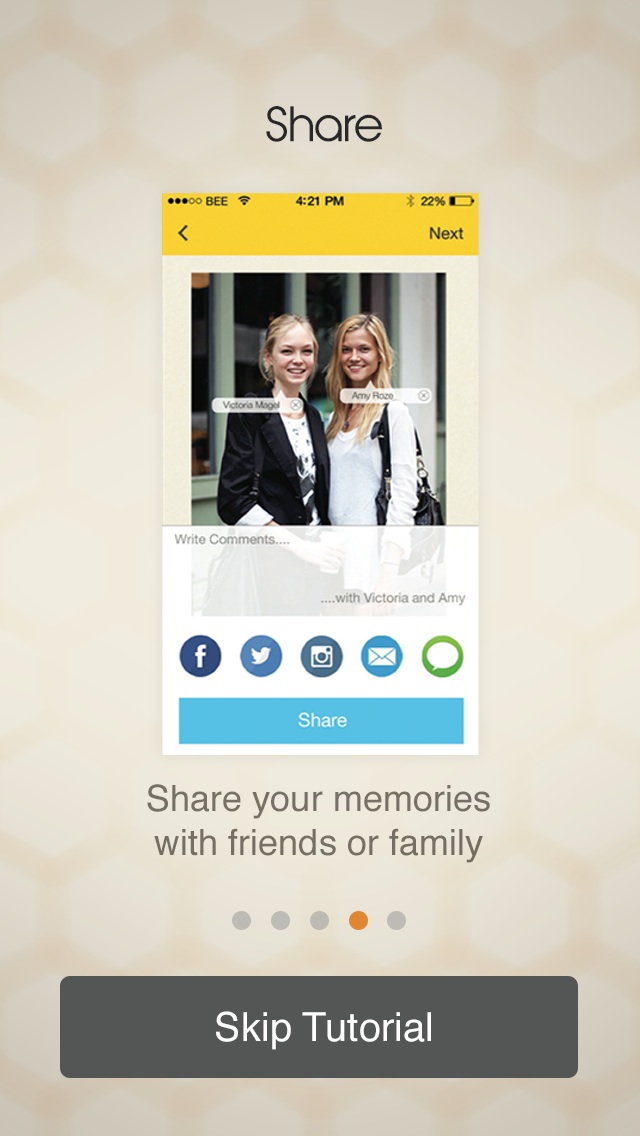 Share
BEE 4:21 PM 22%
Next
Victoria Magel
Amy Roze
Write Comments....
....with Victoria and Amy
Share
Share your memories
with friends or family
Skip Tutorial